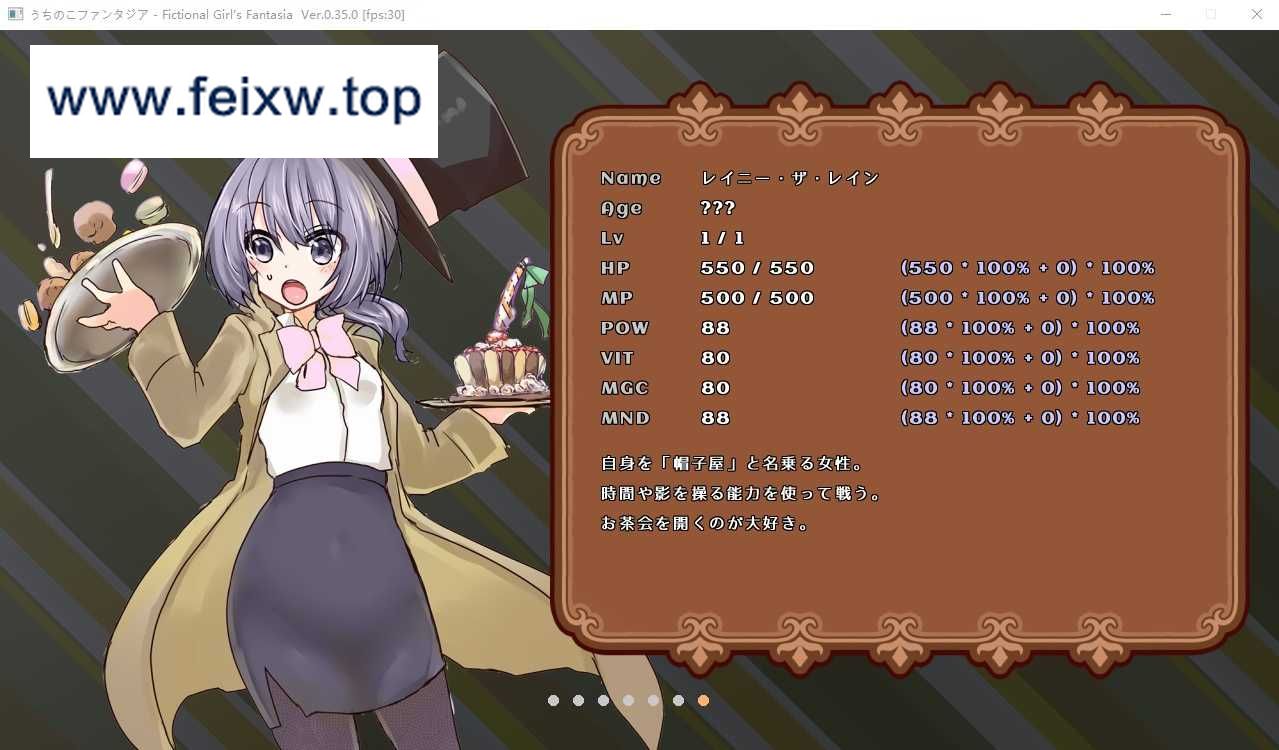 うちのこファンタジア - Fictional Girl's Fantasia Ver.0.35.0 [fps:30]
www.feixw.top
Name レイニー・ザ・レイン
Age ???
Lv 1 / 1
HP 550 / 550 (550 * 100% + 0) * 100%
MP 500 / 500 (500 * 100% + 0) * 100%
POW 88 (88 * 100% + 0) * 100%
VIT 80 (80 * 100% + 0) * 100%
MGC 80 (80 * 100% + 0) * 100%
MND 88 (88 * 100% + 0) * 100%
自身を「帽子屋」と名乗る女性。
時間や影を操る能力を使って戦う。
お茶会を開くのが大好き。